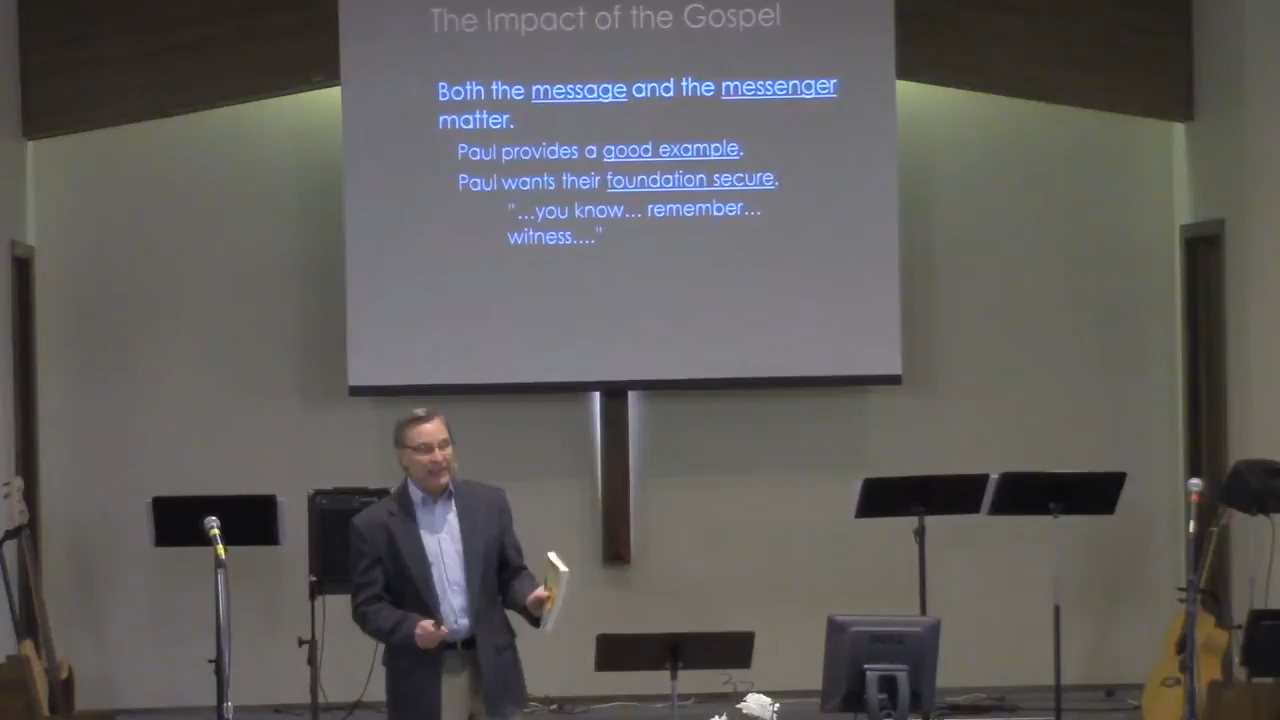 The Impact of the Gospel
Both the message and the messenger
matter.
Paul provides a good example.
Paul wants their foundation secure.
"...you know... remember...
witness...."